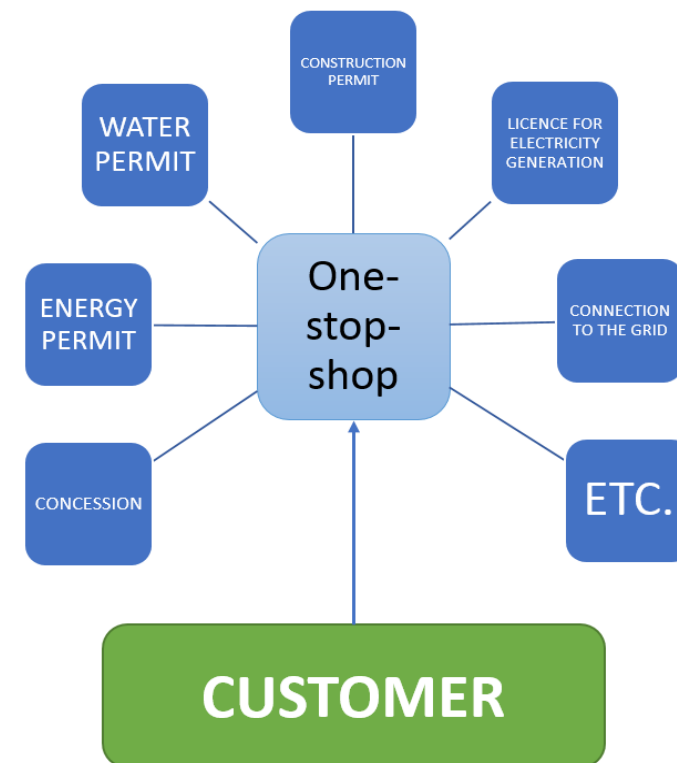 CONSTRUCTION
PERMIT
WATER
PERMIT
LICENCE FOR
ELECTRICITY
GENERATION
One-
stop-
shop
ENERGY
PERMIT
CONNECTION
TO THE GRID
CONCESSION
ETC.
CUSTOMER